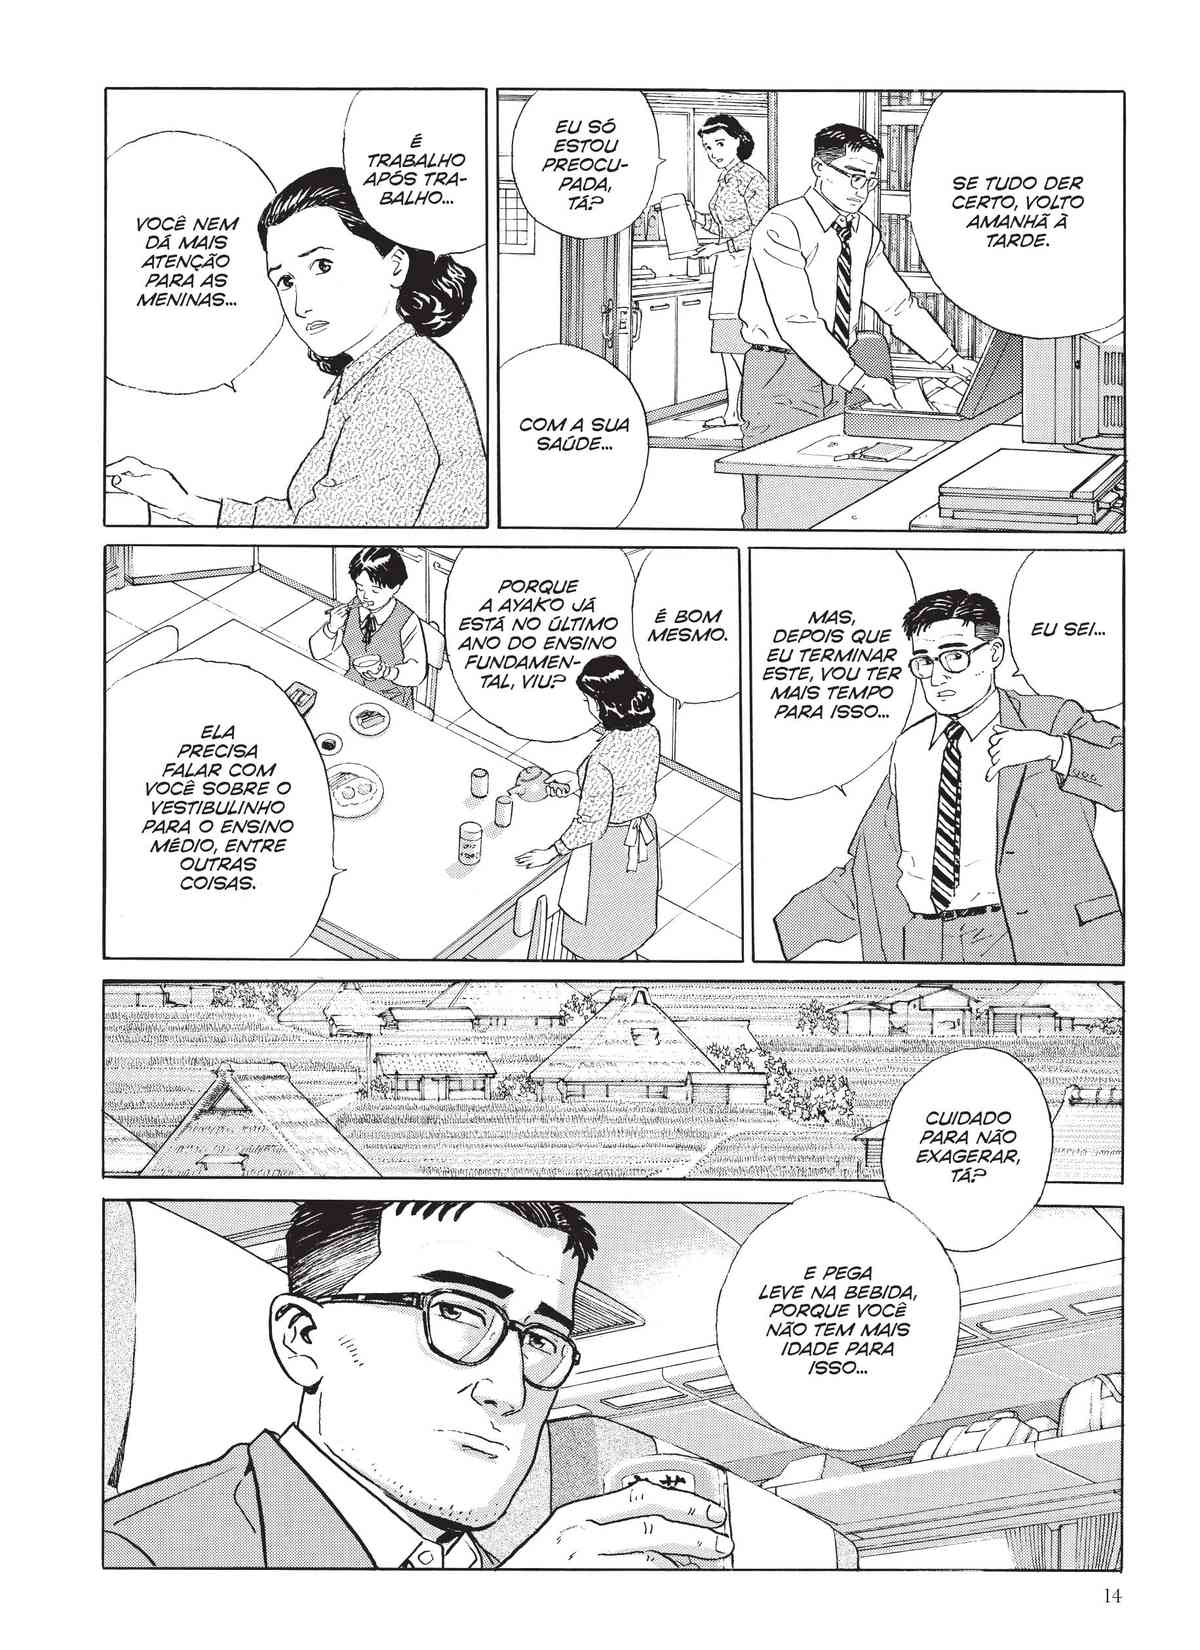 SE TUDO DER
CERTO, VOLTO
AMANHÃ À
TARDE.
EU SÓ
ESTOU
PREOCU-
PADA,
TÁ?
COM A SUA
SAÚDE...
É
TRABALHO
APÓS TRA-
BALHO...
VOCÊ NEM
DÁ MAIS
ATENÇÃO
PARA AS
MENINAS...
EU SEI...
MAS,
DEPOIS QUE
EU TERMINAR
ESTE, VOU TER
MAIS TEMPO
PARA ISSO...
É BOM
MESMO.
PORQUE
A AYAKO JÁ
ESTÁ NO ÚLTIMO
ANO DO ENSINO
FUNDAMEN-
TAL, VIU?
ELA
PRECISA
FALAR COM
VOCÊ SOBRE O
VESTIBULINHO
PARA O ENSINO
MÉDIO, ENTRE
OUTRAS
COISAS.
CUIDADO
PARA NÃO
EXAGERAR,
TÁ?
E PEGA
LEVE NA BEBIDA,
PORQUE VOCÊ
NÃO TEM MAIS
IDADE PARA
ISSO...
14